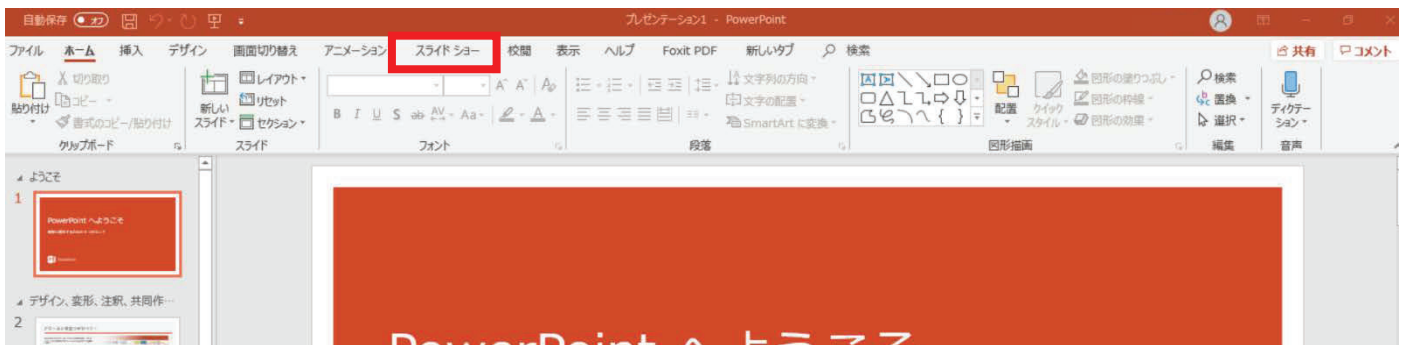 自動保存 オフ プレゼンテーション1 - PowerPoint
ファイル ホーム 挿入 デザイン 画面切り替え アニメーション スライド ショー 校閲 表示 ヘルプ Foxit PDF 新しいタブ 検索 共有 コメント
貼り付け 切り取り コピー 書式のコピー/貼り付け
クリップボード
新しいスライド レイアウト リセット セクション
スライド
A A A
B I U S ab AV Aa A
フォント
文字列の方向 文字の配置 SmartArt に変換
段落
配置 クイックスタイル 図形の塗りつぶし 図形の枠線 図形の効果
図形描画
検索 置換 選択
編集
ディクテーション
音声
ようこそ
1
PowerPoint へようこそ
デザイン、変形、注釈、共同作…
2
PowerPoint へようこそ